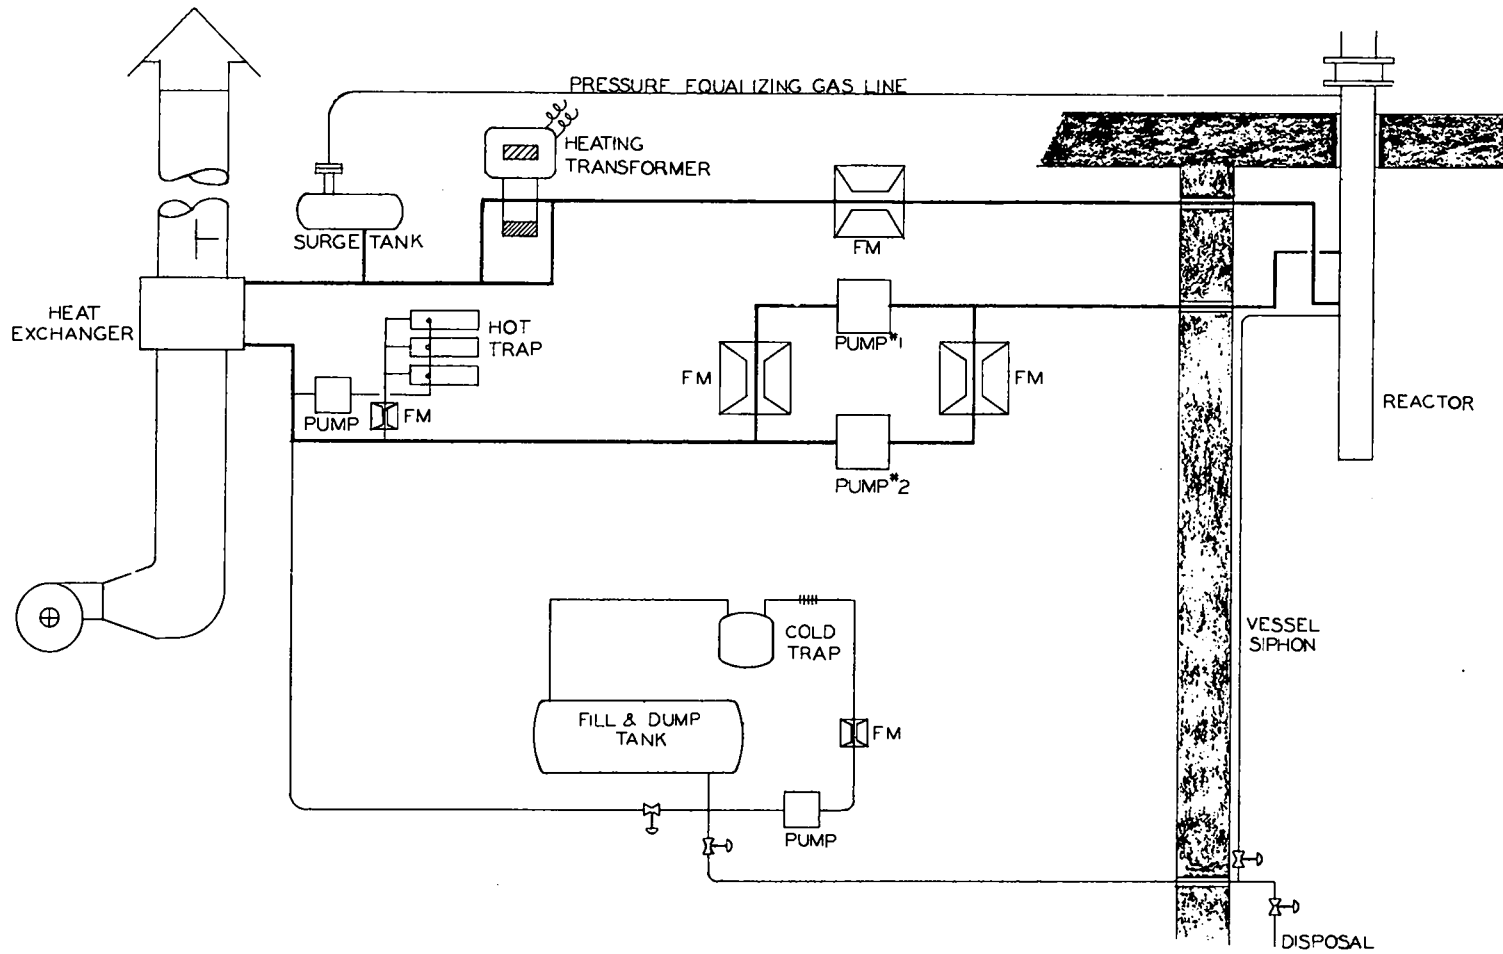 PRESSURE EQUALIZING GAS LINE
HEATING
TRANSFORMER
SURGE TANK
FM
HEAT
EXCHANGER
HOT
TRAP
PUMP #1
FM
FM
PUMP
FM
REACTOR
PUMP #2
VESSEL
SIPHON
COLD
TRAP
FILL & DUMP
TANK
FM
PUMP
DISPOSAL